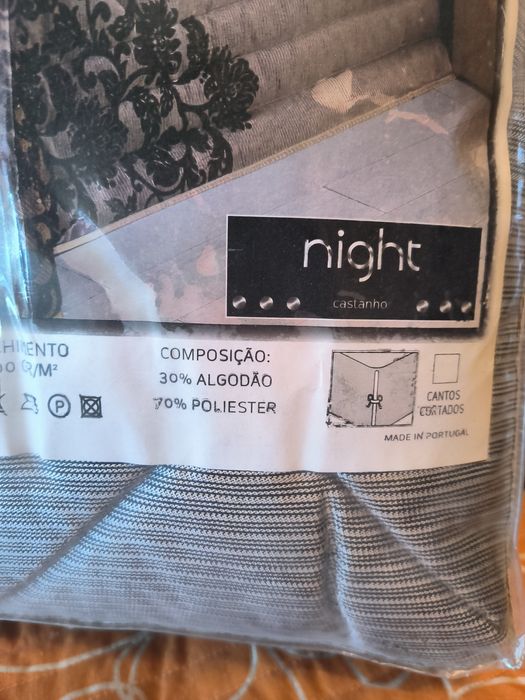 night
castanho
COMPOSIÇÃO:
30% ALGODÃO
70% POLIESTER
P
CANTOS
CORTADOS
MADE IN PORTUGAL